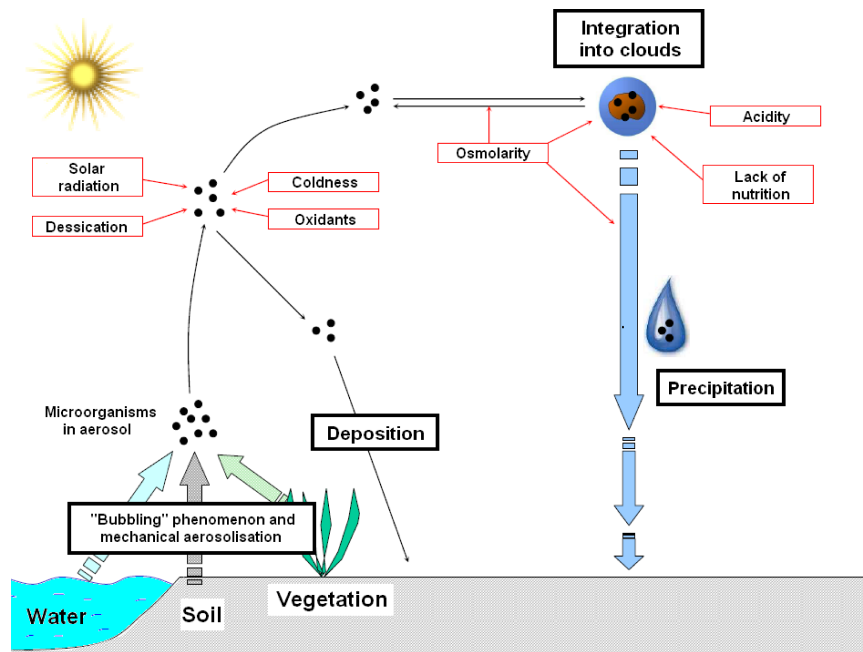 Integration
into clouds
Acidity
Osmolarity
Solar
radiation
Coldness
Lack of
nutrition
Dessication
Oxidants
Precipitation
Microorganisms
in aerosol
Deposition
"Bubbling" phenomenon and
mechanical aerosolisation
Water
Soil
Vegetation